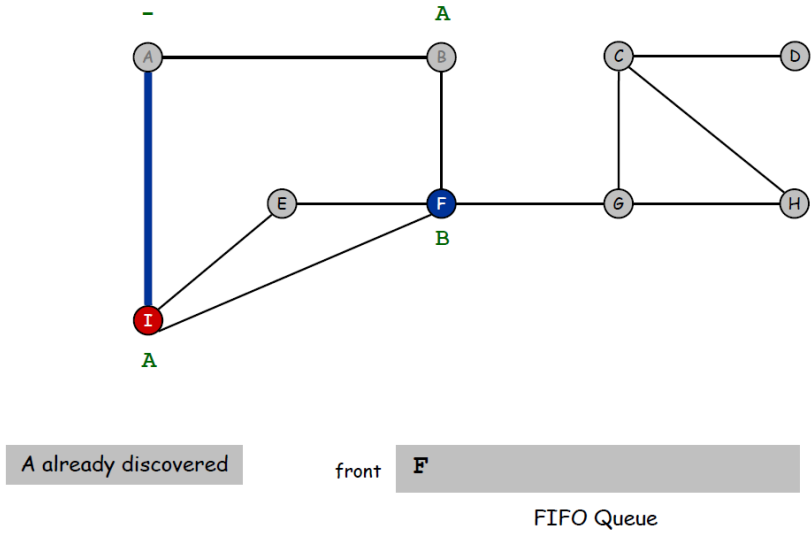 - A
A B C D
E F G H
B
I
A
A already discovered
front F
FIFO Queue